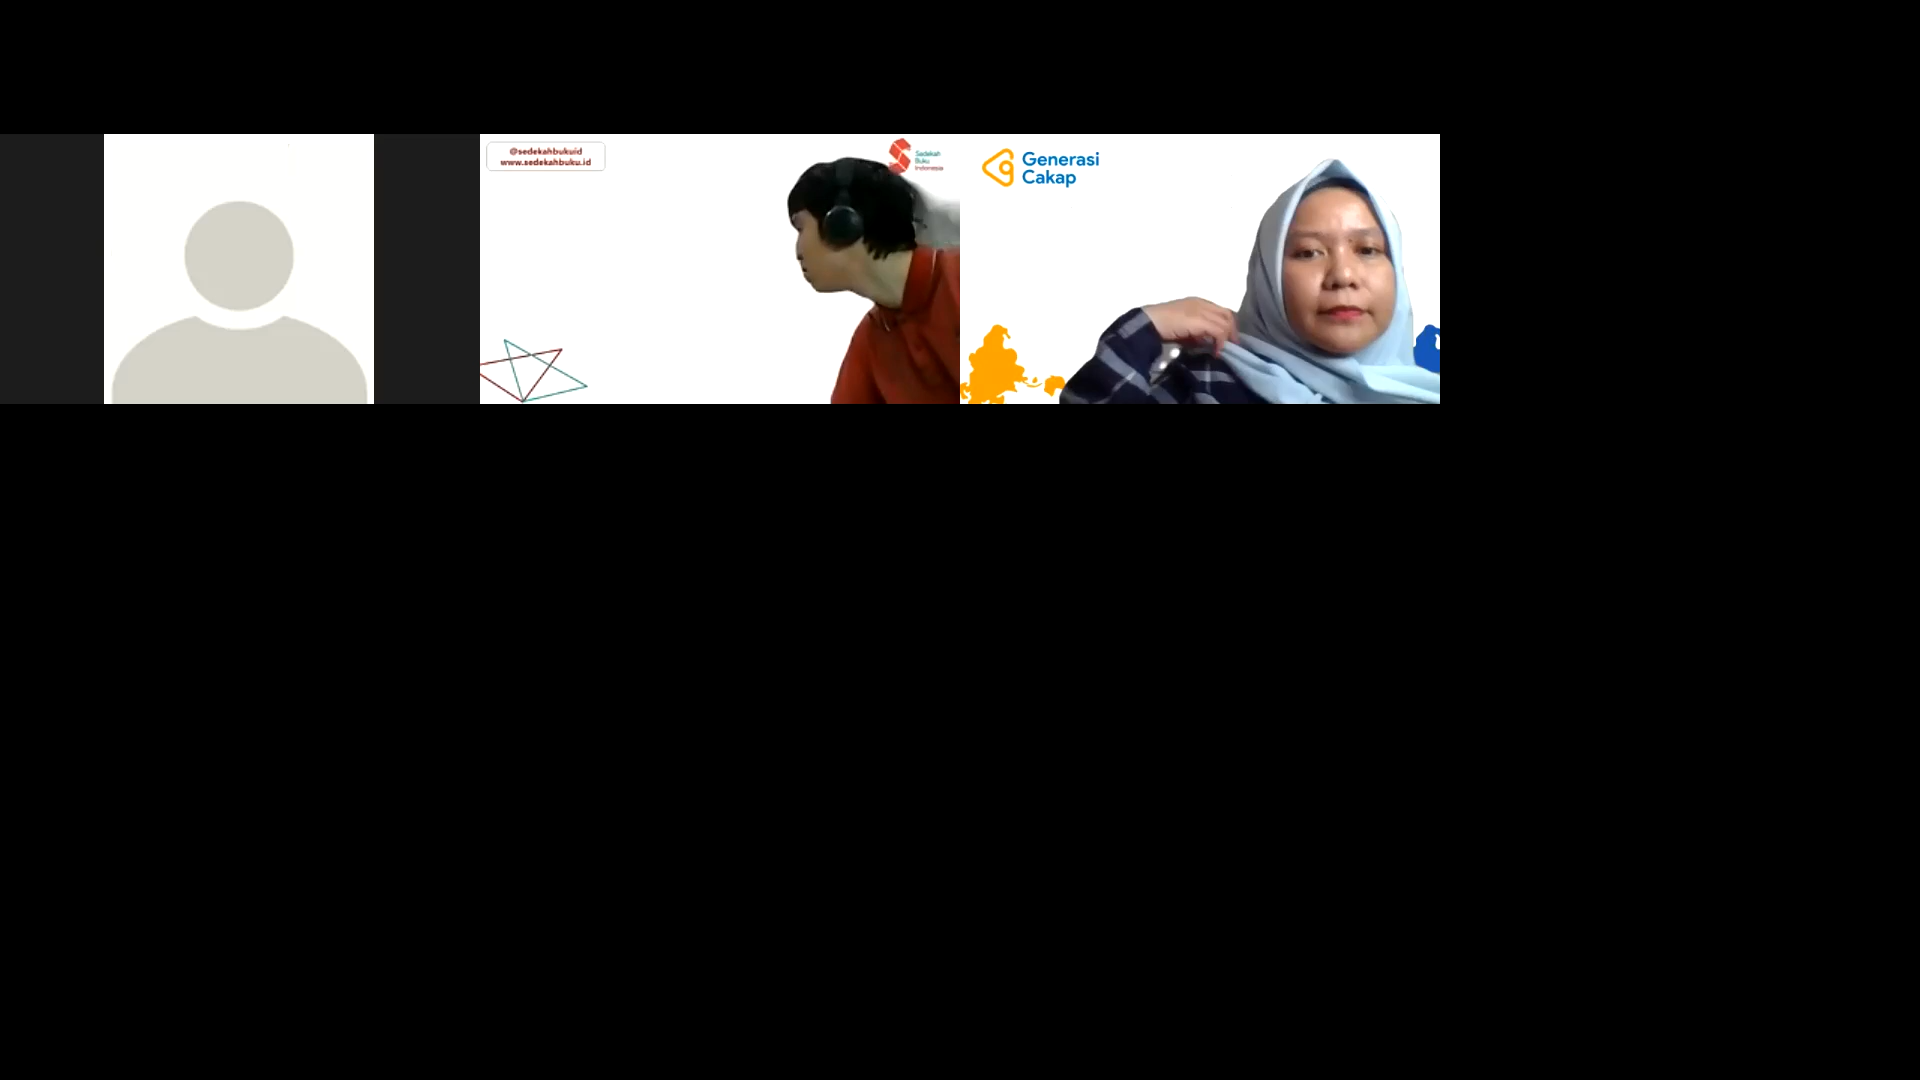 @sedekahbukuid
www.sedekahbuku.id
Sedekah
Buku
Indonesia
Generasi
Cakap